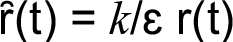 r̂(t) = k/ε r(t)